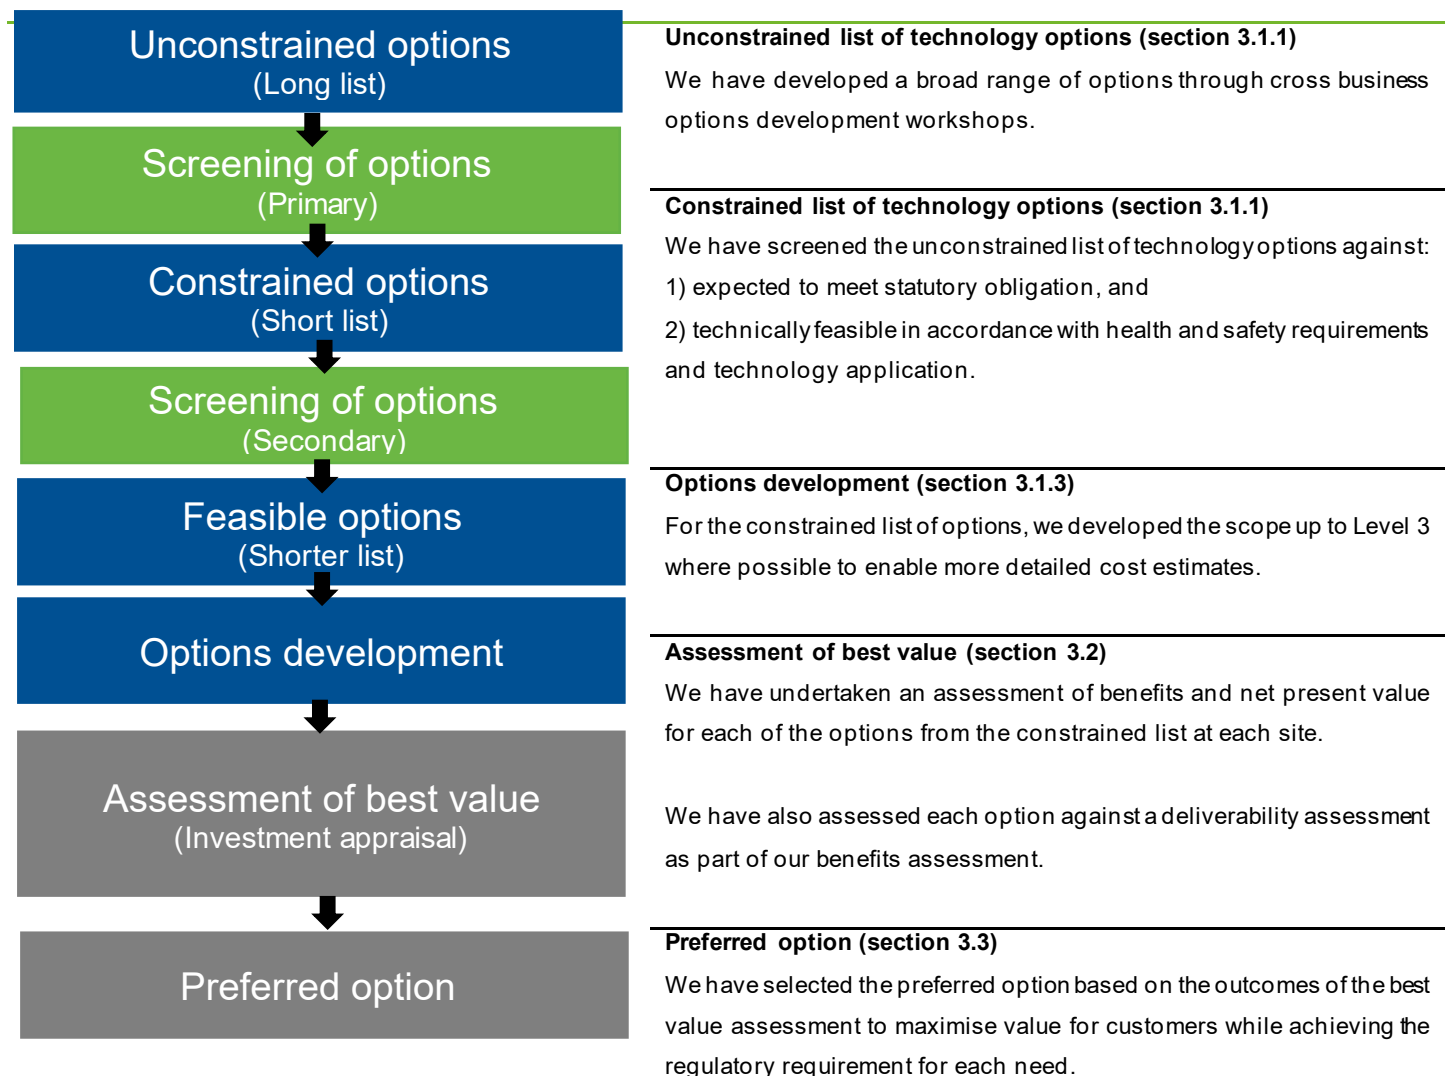 Unconstrained options
(Long list)
Screening of options
(Primary)
Constrained options
(Short list)
Screening of options
(Secondary)
Feasible options
(Shorter list)
Options development
Assessment of best value
(Investment appraisal)
Preferred option
Unconstrained list of technology options (section 3.1.1)
We have developed a broad range of options through cross business
options development workshops.
Constrained list of technology options (section 3.1.1)
We have screened the unconstrained list of technology options against:
1) expected to meet statutory obligation, and
2) technically feasible in accordance with health and safety requirements
and technology application.
Options development (section 3.1.3)
For the constrained list of options, we developed the scope up to Level 3
where possible to enable more detailed cost estimates.
Assessment of best value (section 3.2)
We have undertaken an assessment of benefits and net present value
for each of the options from the constrained list at each site.
We have also assessed each option against a deliverability assessment
as part of our benefits assessment.
Preferred option (section 3.3)
We have selected the preferred option based on the outcomes of the best
value assessment to maximise value for customers while achieving the
regulatory requirement for each need.